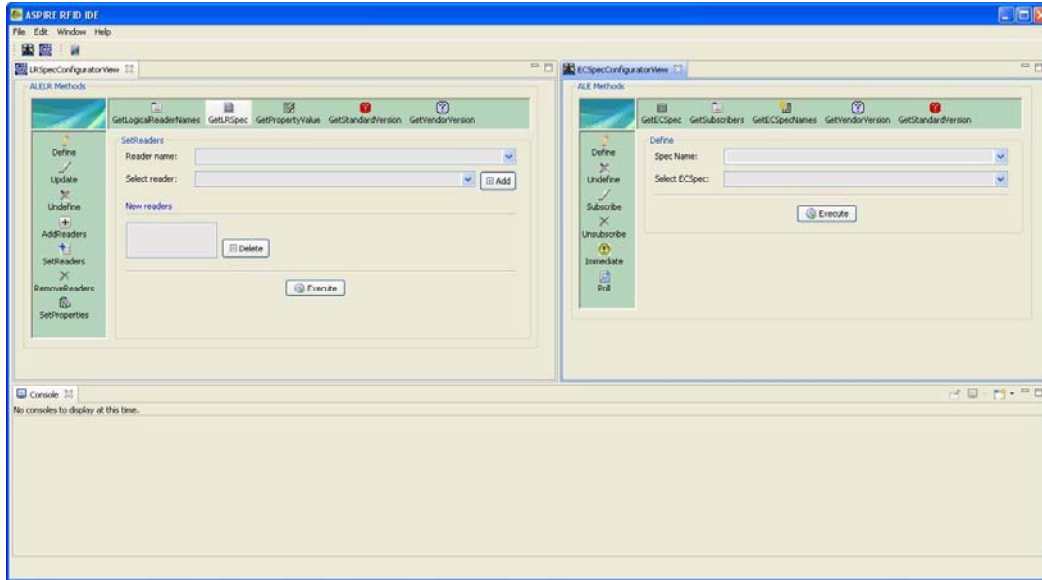 ASPIRE RFID IDE
File Edit Window Help
LRSpecConfiguratorView
ALELR Methods
GetLogicalReaderNames GetLRSpec GetPropertyValue GetStandardVersion GetVendorVersion
Define
Update
Undefine
AddReaders
SetReaders
RemoveReaders
SetProperties
SetReaders
Reader name:
Select reader:
Add
New readers
Delete
Execute
ECSpecConfiguratorView
ALE Methods
GetECSpec GetSubscribers GetECSpecNames GetVendorVersion GetStandardVersion
Define
Undefine
Subscribe
Unsubscribe
Immediate
Poll
Define
Spec Name:
Select ECSpec:
Execute
Console
No consoles to display at this time.